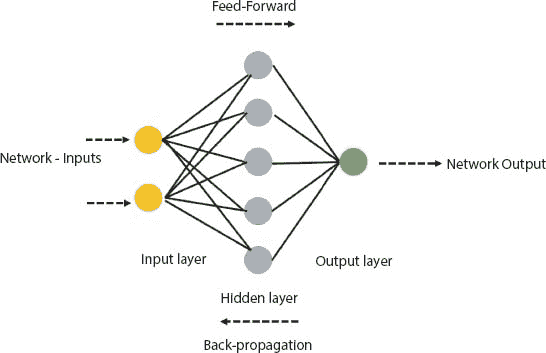 Feed-Forward
Network - Inputs
Network Output
Input layer
Output layer
Hidden layer
Back-propagation